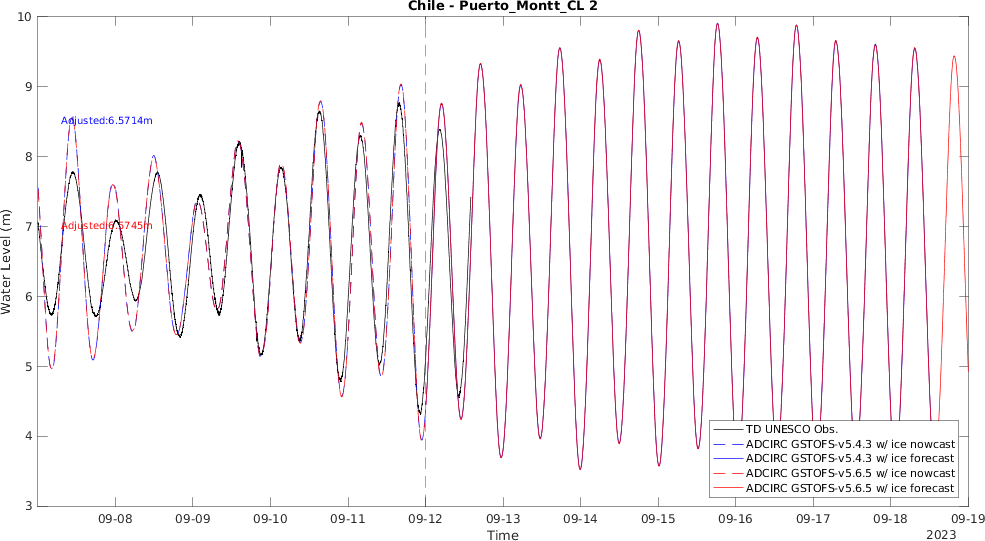 Chile - Puerto_Montt_CL 2
10
9
8
7
6
5
4
3
Water Level (m)
Adjusted:6.5714m
Adjusted:6.5745m
TD UNESCO Obs.
ADCIRC GSTOFS-v5.4.3 w/ ice nowcast
ADCIRC GSTOFS-v5.4.3 w/ ice forecast
ADCIRC GSTOFS-v5.6.5 w/ ice nowcast
ADCIRC GSTOFS-v5.6.5 w/ ice forecast
09-08 09-09 09-10 09-11 09-12 09-13 09-14 09-15 09-16 09-17 09-18 09-19
Time
2023